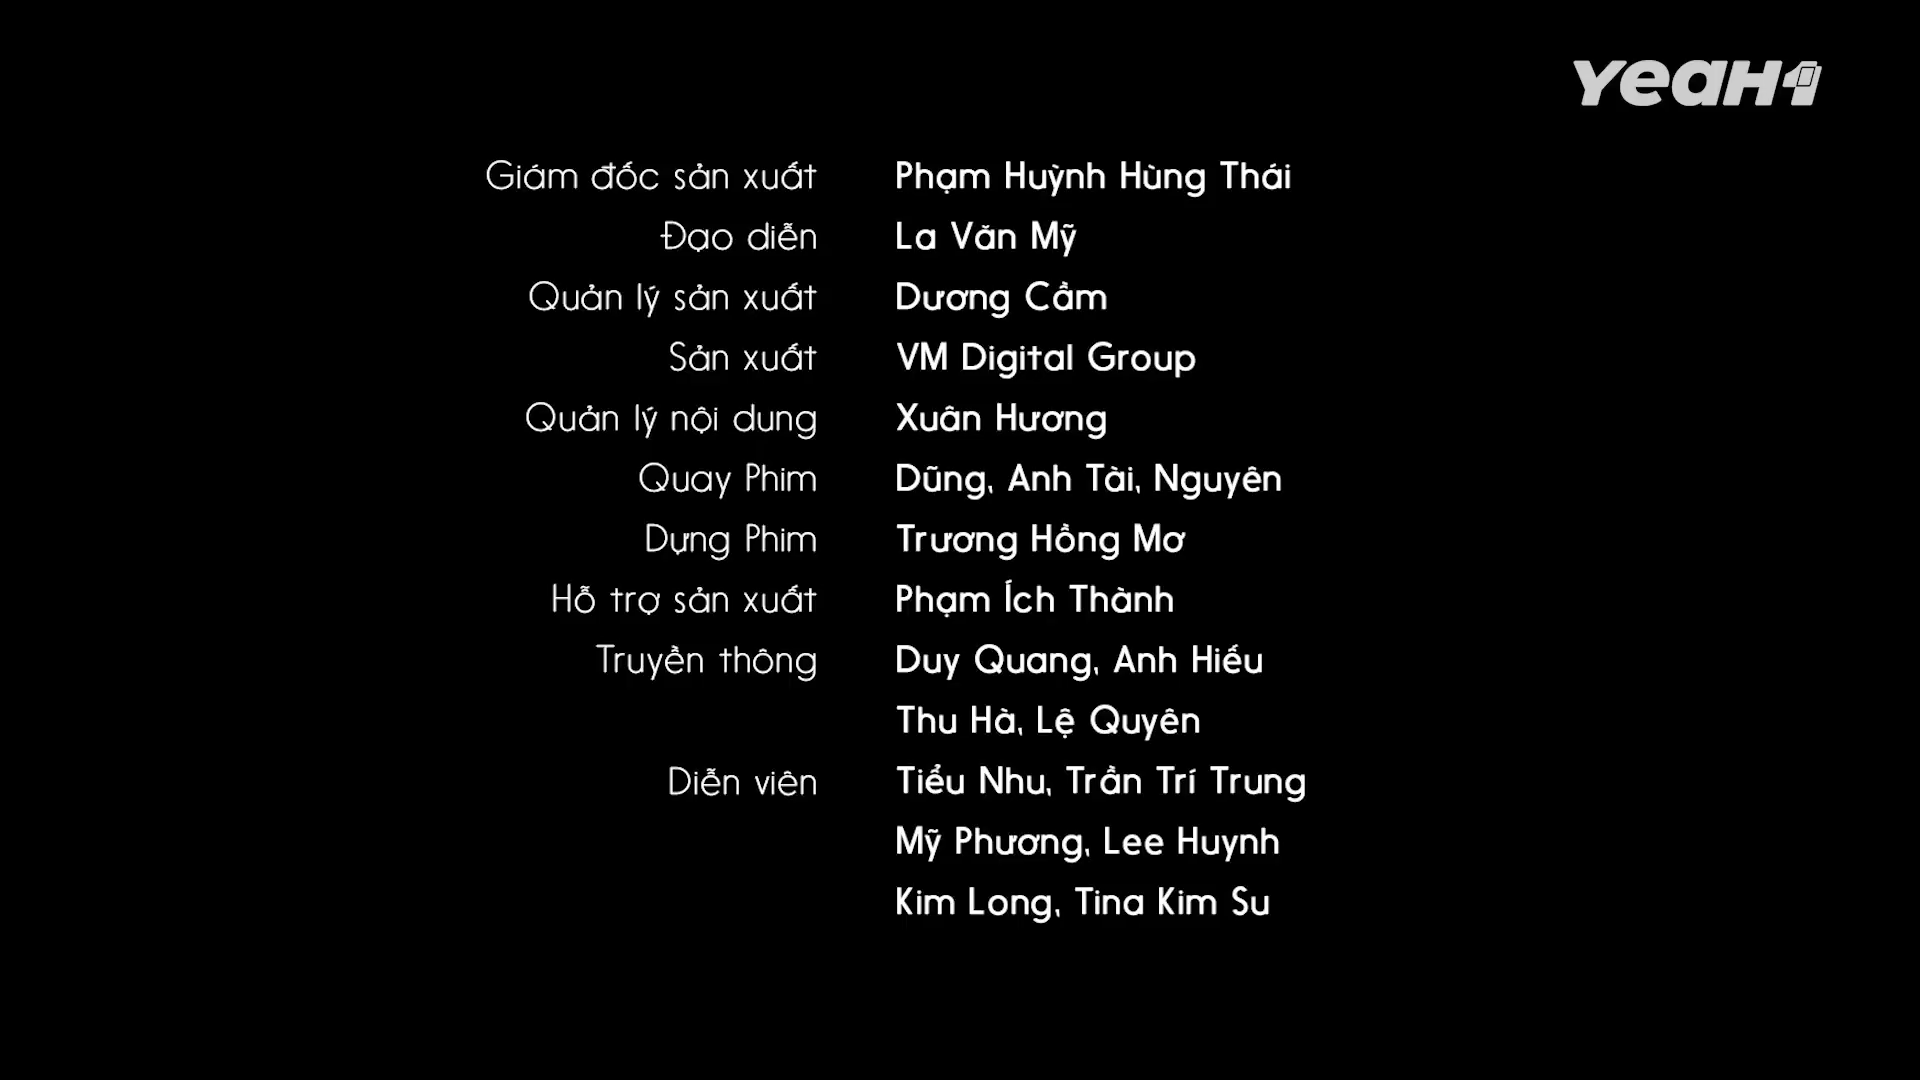 YEAH1
Giám đốc sản xuất Phạm Huỳnh Hùng Thái
Đạo diễn La Văn Mỹ
Quản lý sản xuất Dương Cầm
Sản xuất VM Digital Group
Quản lý nội dung Xuân Hương
Quay Phim Dũng, Anh Tài, Nguyên
Dựng Phim Trương Hồng Mơ
Hỗ trợ sản xuất Phạm Ích Thành
Truyền thông Duy Quang, Anh Hiếu
Thu Hà, Lệ Quyên
Diễn viên Tiểu Nhu, Trần Trí Trung
Mỹ Phương, Lee Huynh
Kim Long, Tina Kim Su